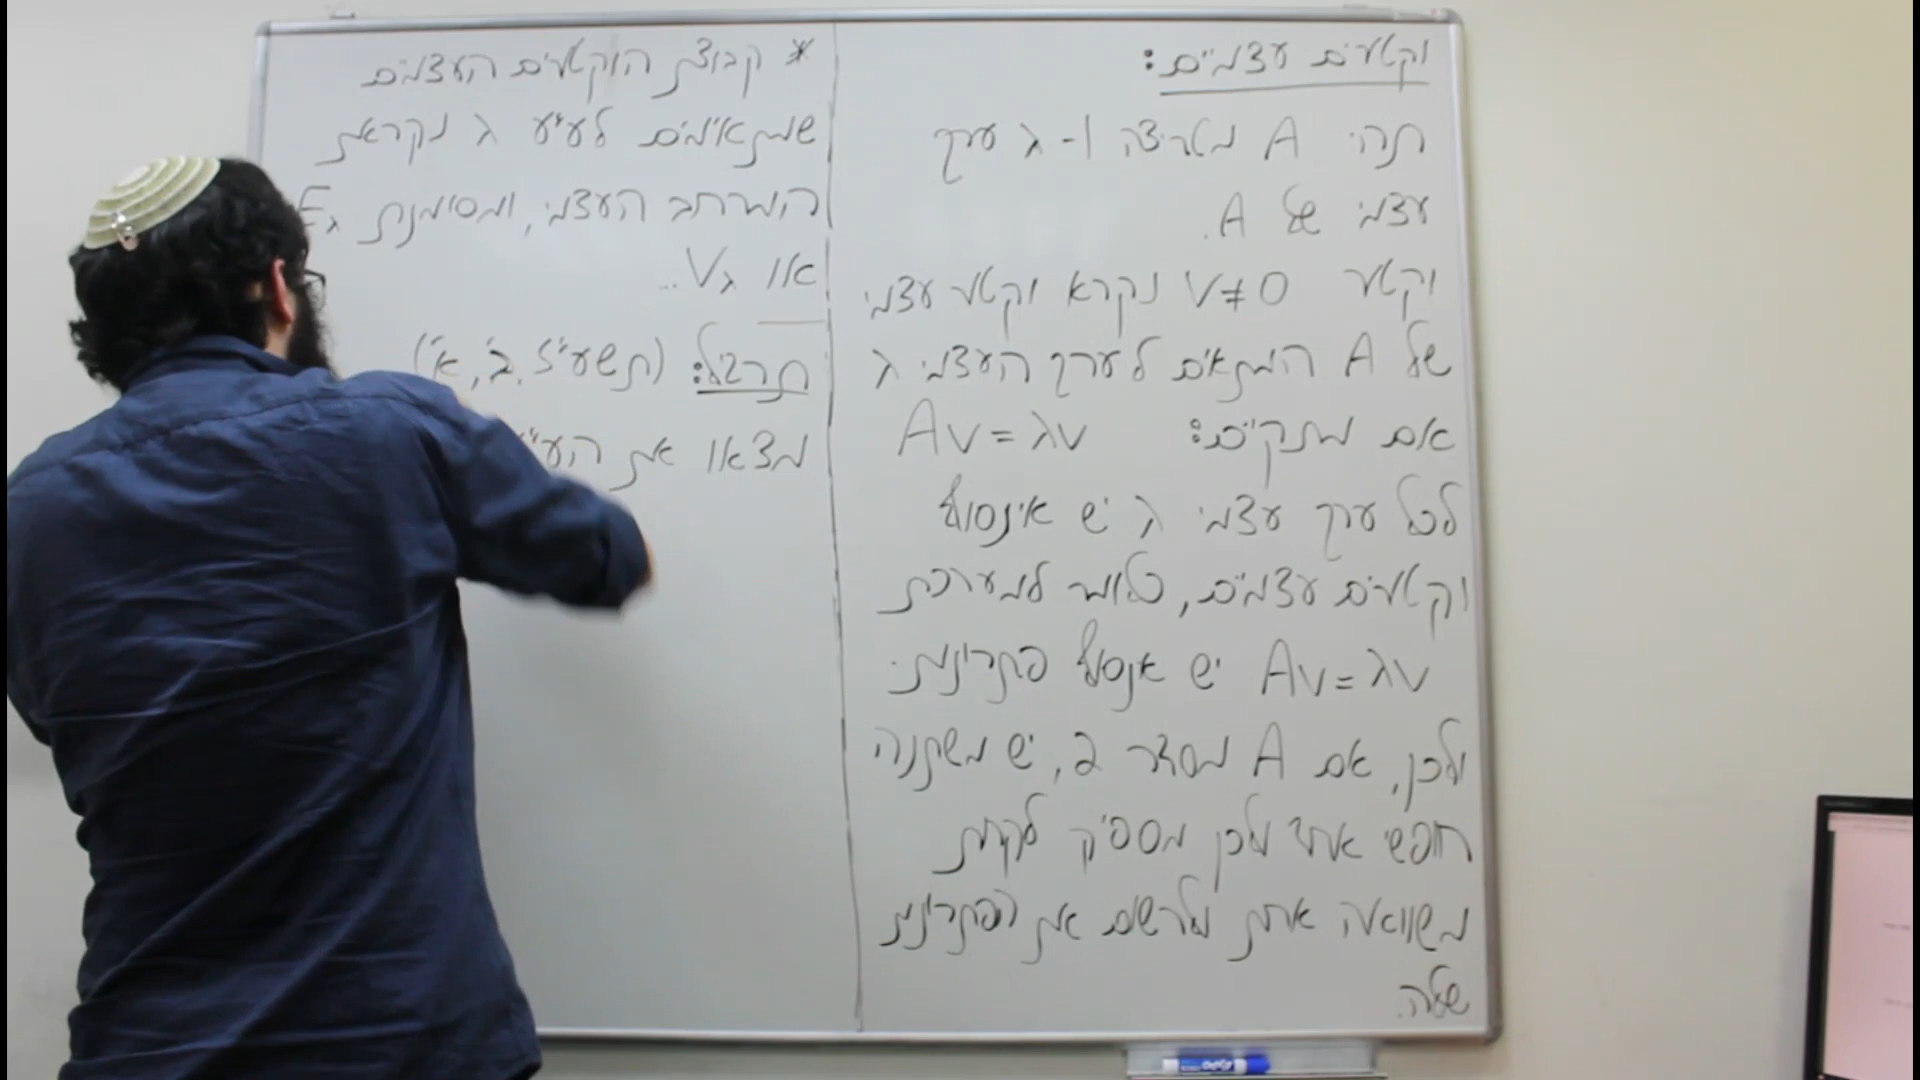 וקטורים עצמיים:
תהי A מטריצה ו- λ ערך
עצמי של A.
וקטור V≠0 נקרא וקטור עצמי
של A המתאים לערך העצמי λ
אם מתקיים: Av=λv
לכל ערך עצמי λ יש אינסוף
וקטורים עצמיים, כלומר למערכת
Av=λv יש אינסוף פתרונות.
ולכן, אם A מסדר 2, יש משתנה
חופשי אחד ולכן מספיק לקחת
משוואה אחת ולרשום את הפתרונות
שלה.
* קבוצת הוקטורים העצמים
שמתאימים לע"ע λ נקראת
המרחב העצמי, ומסומנת Eλ
או Vλ..
תרגיל: (תשע"ז, ב', א')
מצאו את